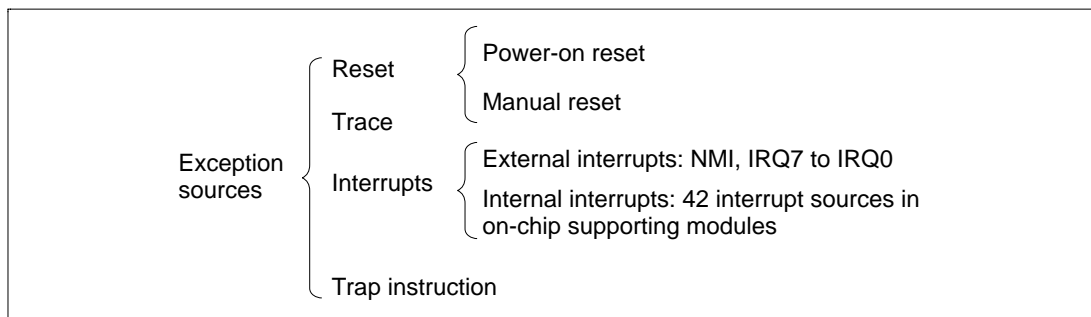 Exception
sources
Reset
Power-on reset
Manual reset
Trace
Interrupts
External interrupts: NMI, IRQ7 to IRQ0
Internal interrupts: 42 interrupt sources in
on-chip supporting modules
Trap instruction